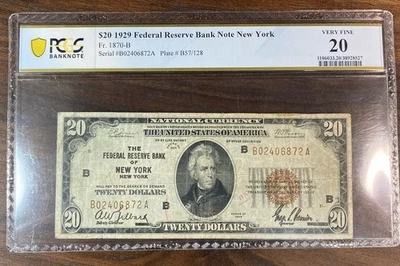 PCGS
BANKNOTE
$20 1929 Federal Reserve Bank Note New York
Fr. 1870-B
Serial #B02406872A Plate # B57/128
VERY FINE
20
NATIONAL CURRENCY
THE UNITED STATES OF AMERICA
20
20
THE
FEDERAL RESERVE BANK
OF
NEW YORK
NEW YORK
WILL PAY TO THE BEARER ON DEMAND
TWENTY DOLLARS
B B02406872A
B02406872A B
B
B
20
TWENTY DOLLARS
20